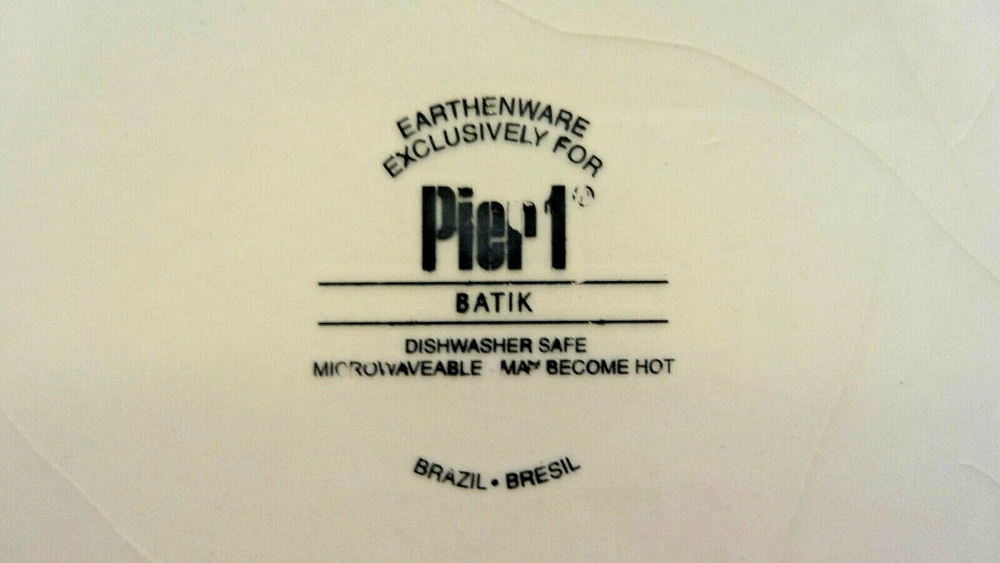 EARTHENWARE
EXCLUSIVELY FOR
Pier 1®
BATIK
DISHWASHER SAFE
MICROWAVEABLE MAY BECOME HOT
BRAZIL • BRESIL